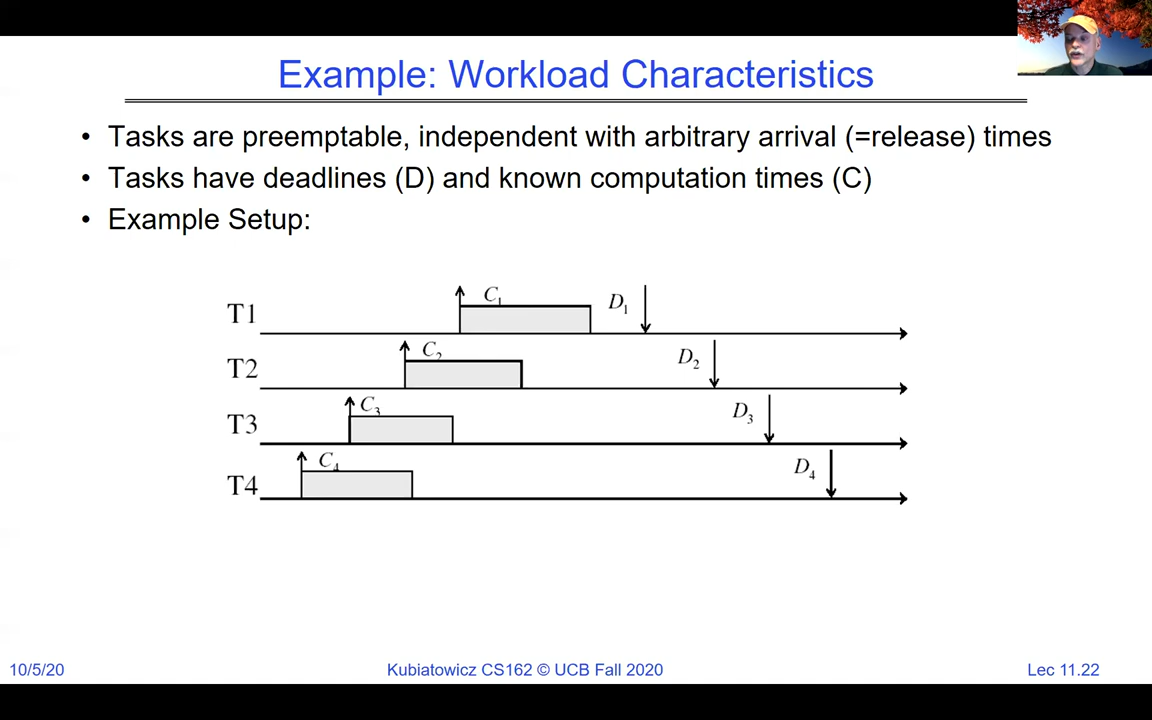 Example: Workload Characteristics
• Tasks are preemptable, independent with arbitrary arrival (=release) times
• Tasks have deadlines (D) and known computation times (C)
• Example Setup:
T1 C1 D1
T2 C2 D2
T3 C3 D3
T4 C4 D4
10/5/20 Kubiatowicz CS162 © UCB Fall 2020 Lec 11.22